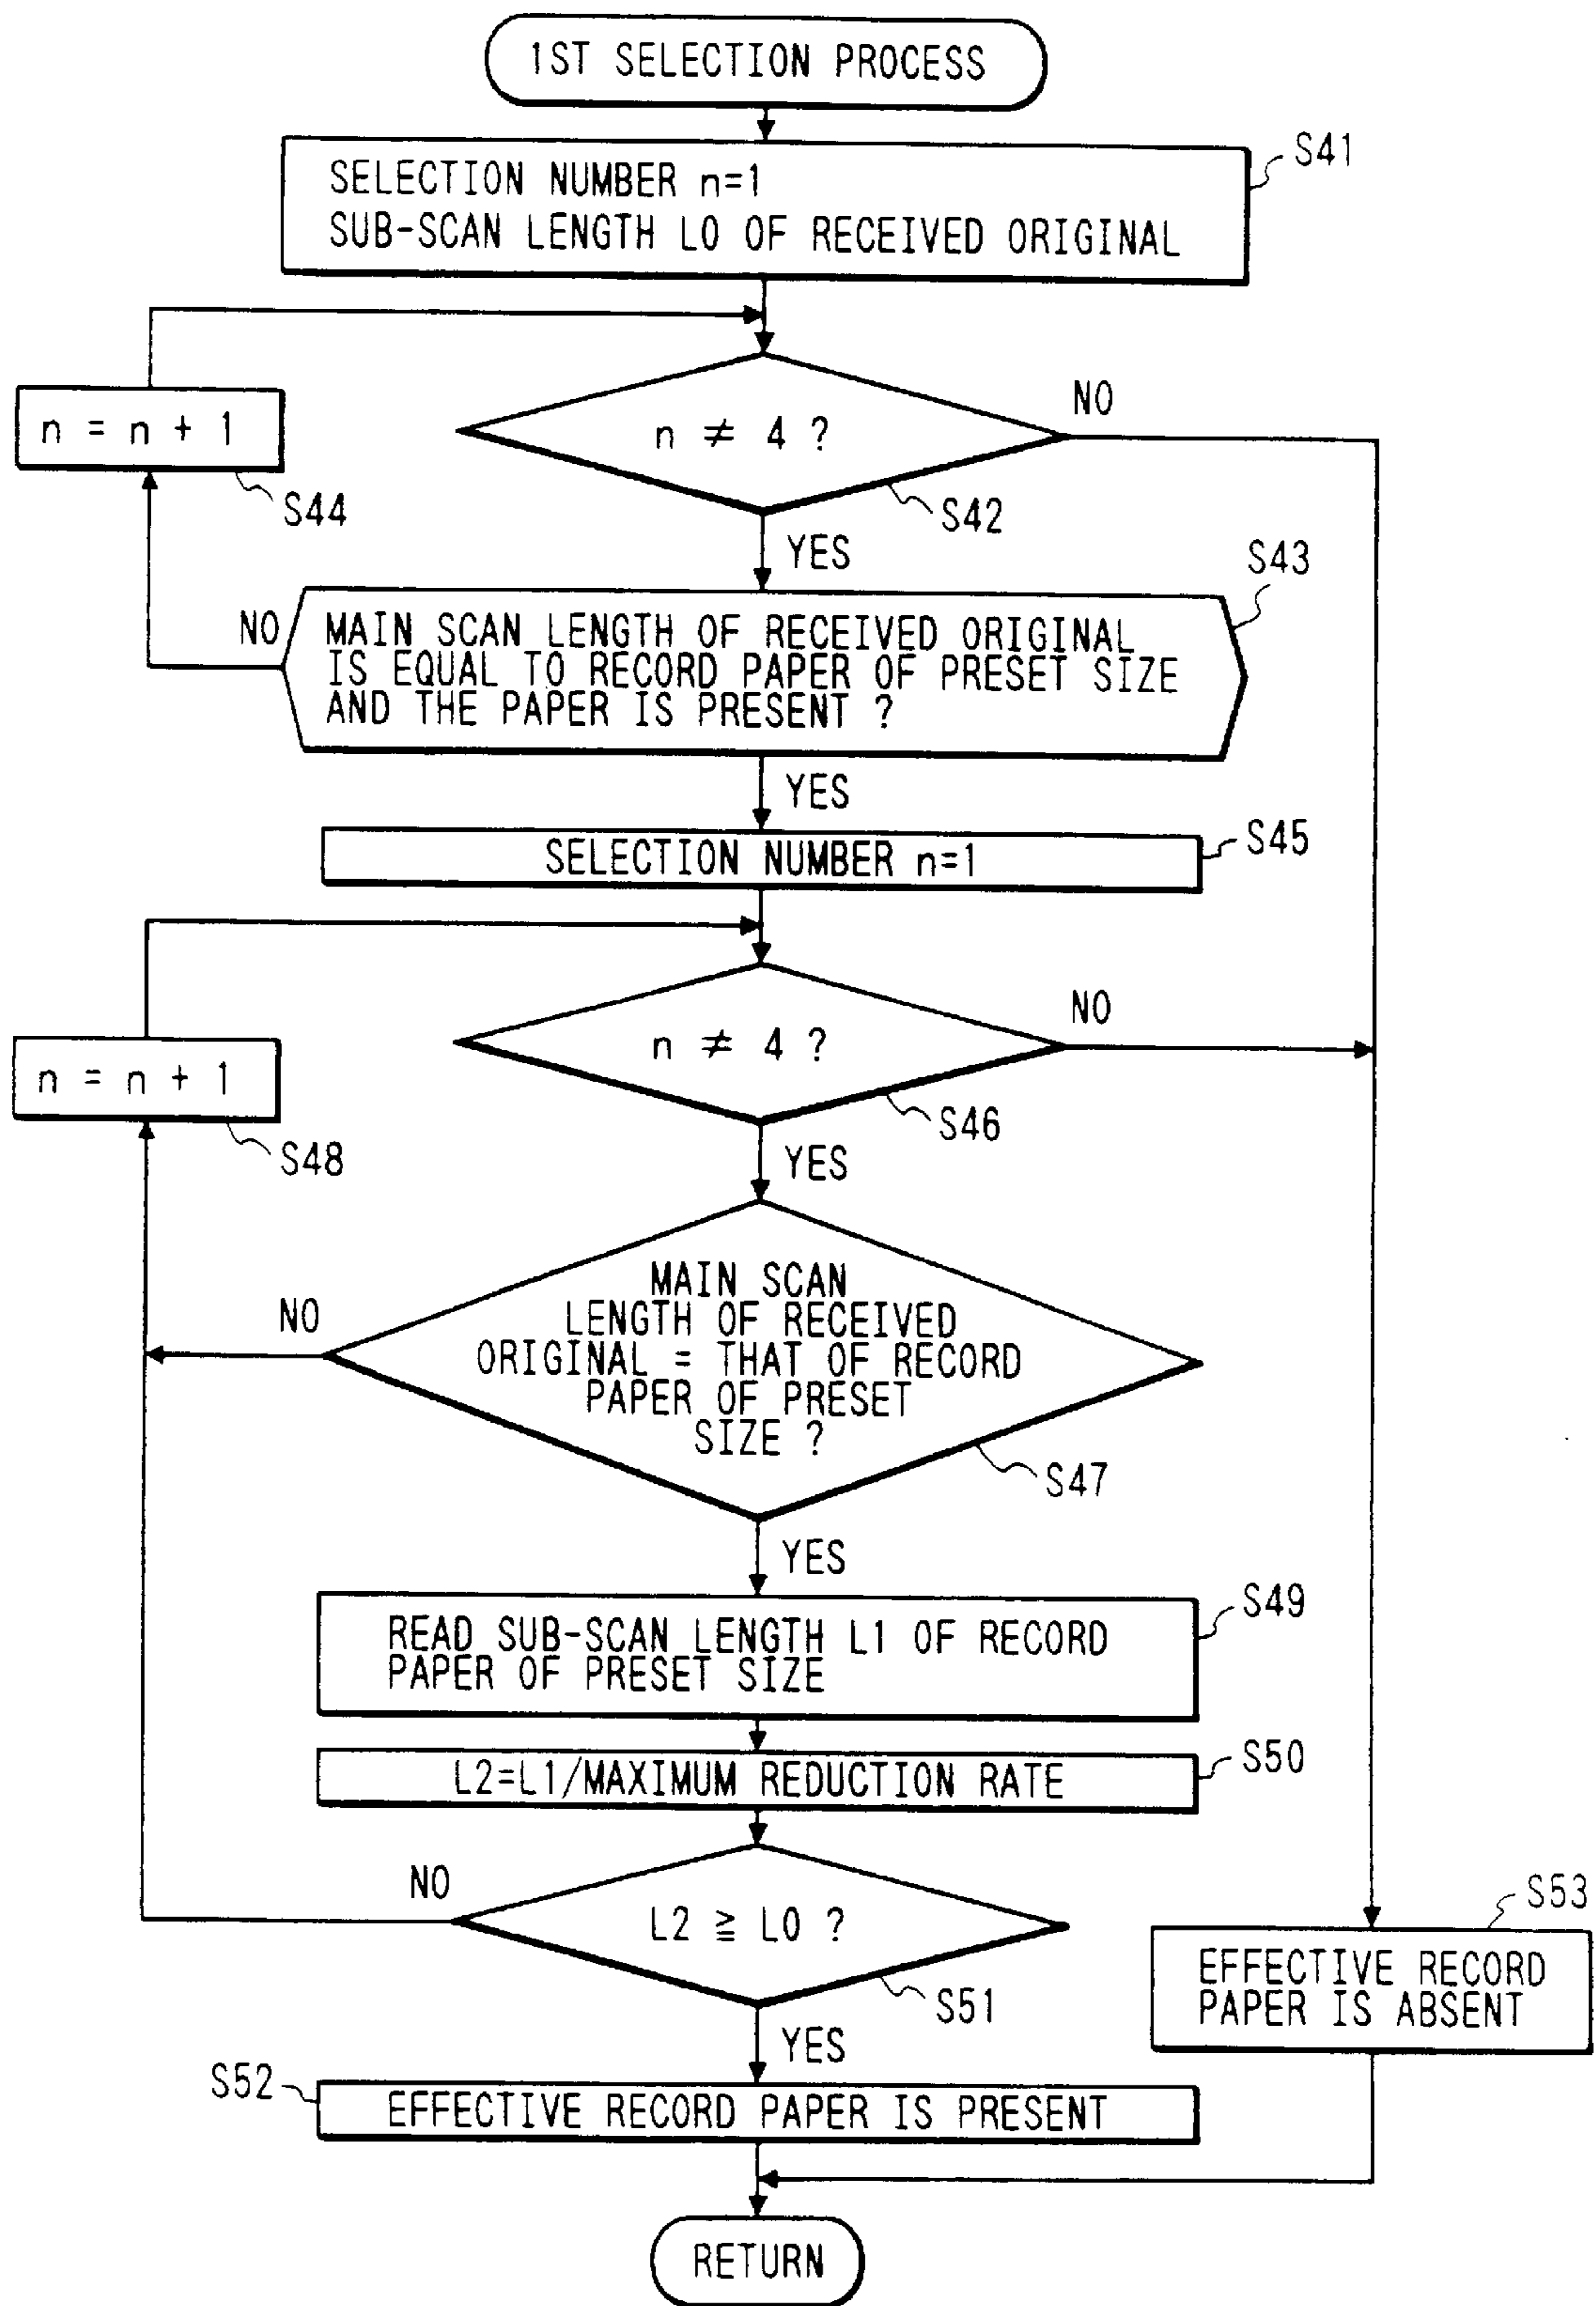 1ST SELECTION PROCESS
S41
SELECTION NUMBER n=1
SUB-SCAN LENGTH L0 OF RECEIVED ORIGINAL
NO
n = n + 1
n ≠ 4 ?
S44
S42
YES
S43
NO
MAIN SCAN LENGTH OF RECEIVED ORIGINAL
IS EQUAL TO RECORD PAPER OF PRESET SIZE
AND THE PAPER IS PRESENT ?
YES
S45
SELECTION NUMBER n=1
NO
n ≠ 4 ?
n = n + 1
S46
S48
YES
MAIN SCAN
LENGTH OF RECEIVED
ORIGINAL = THAT OF RECORD
PAPER OF PRESET
SIZE ?
NO
S47
YES
S49
READ SUB-SCAN LENGTH L1 OF RECORD
PAPER OF PRESET SIZE
S50
L2=L1/MAXIMUM REDUCTION RATE
NO
L2 ≧ L0 ?
S53
EFFECTIVE RECORD
PAPER IS ABSENT
S51
YES
S52
EFFECTIVE RECORD PAPER IS PRESENT
RETURN